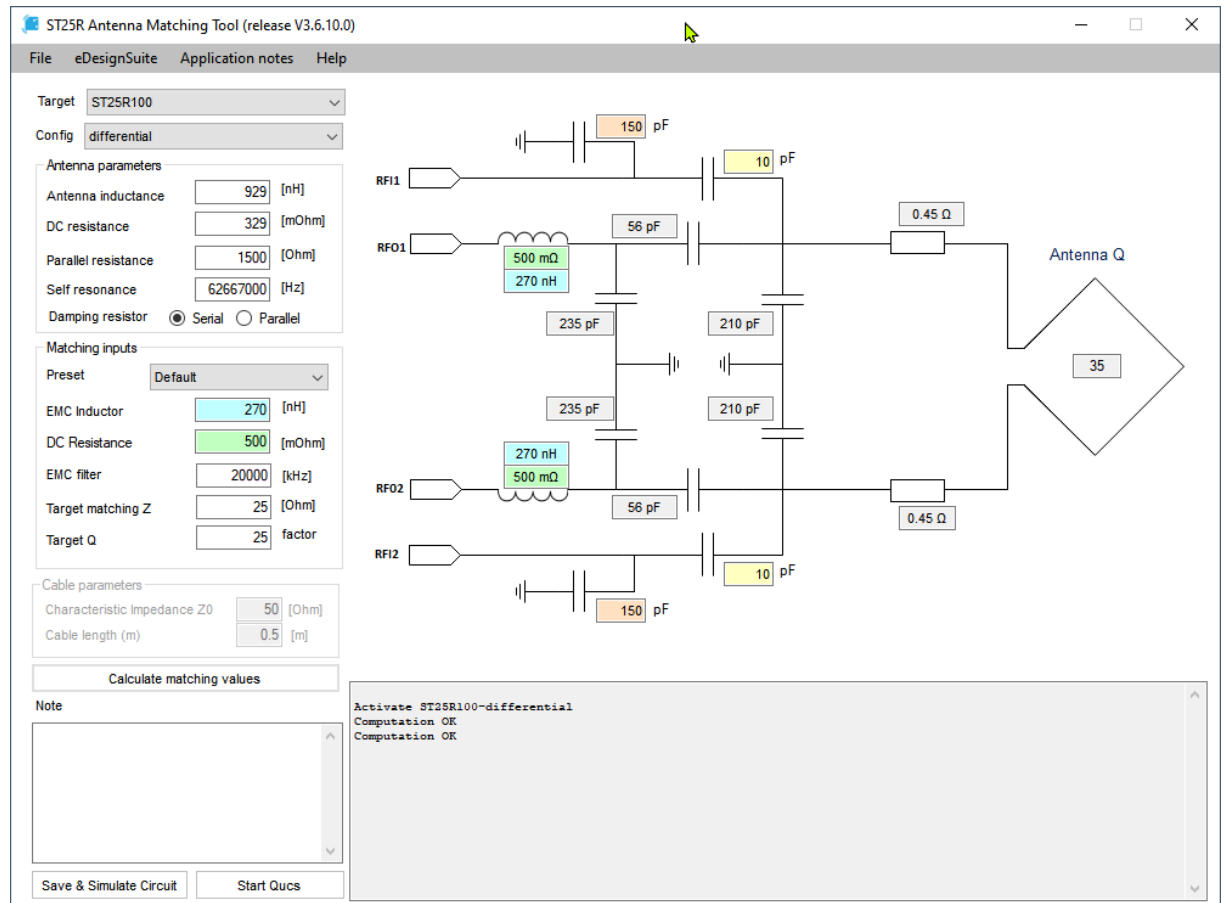 ST25R Antenna Matching Tool (release V3.6.10.0)
File eDesignSuite Application notes Help
Target ST25R100
Config differential
Antenna parameters
Antenna inductance 929 [nH]
DC resistance 329 [mOhm]
Parallel resistance 1500 [Ohm]
Self resonance 62667000 [Hz]
Damping resistor Serial Parallel
Matching inputs
Preset Default
EMC Inductor 270 [nH]
DC Resistance 500 [mOhm]
EMC filter 20000 [kHz]
Target matching Z 25 [Ohm]
Target Q 25 factor
Cable parameters
Characteristic Impedance Z0 50 [Ohm]
Cable length (m) 0.5 [m]
Calculate matching values
Note
Save & Simulate Circuit Start Qucs
150 pF
10 pF
RFI1
56 pF
0.45 Ω
RFO1
500 mΩ
270 nH
Antenna Q
235 pF 210 pF
35
235 pF 210 pF
270 nH
500 mΩ
RFO2
56 pF
0.45 Ω
RFI2
10 pF
150 pF
Activate ST25R100-differential
Computation OK
Computation OK